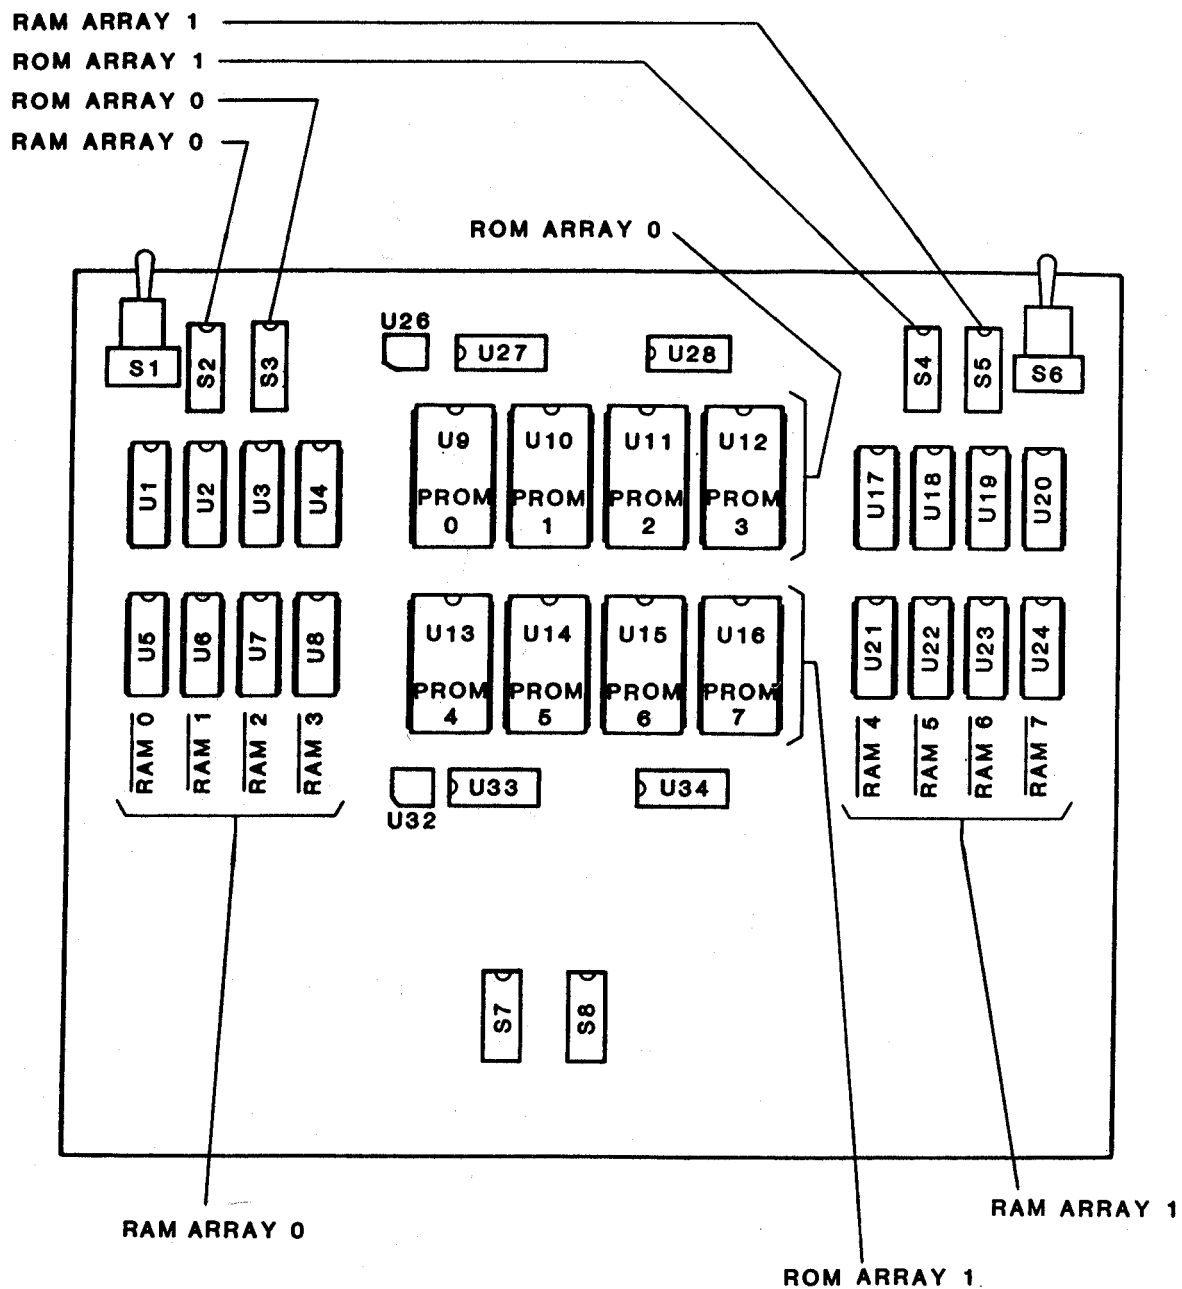 RAM ARRAY 1
ROM ARRAY 1
ROM ARRAY 0
RAM ARRAY 0
ROM ARRAY 0
S1
S2
S3
U26
U27
U28
S4
S5
S6
U1
U2
U3
U4
U9
PROM
0
U10
PROM
1
U11
PROM
2
U12
PROM
3
U17
U18
U19
U20
U5
U6
U7
U8
U13
PROM
4
U14
PROM
5
U15
PROM
6
U16
PROM
7
U21
U22
U23
U24
RAM 0
RAM 1
RAM 2
RAM 3
RAM 4
RAM 5
RAM 6
RAM 7
U32
U33
U34
S7
S8
RAM ARRAY 0
RAM ARRAY 1
ROM ARRAY 1